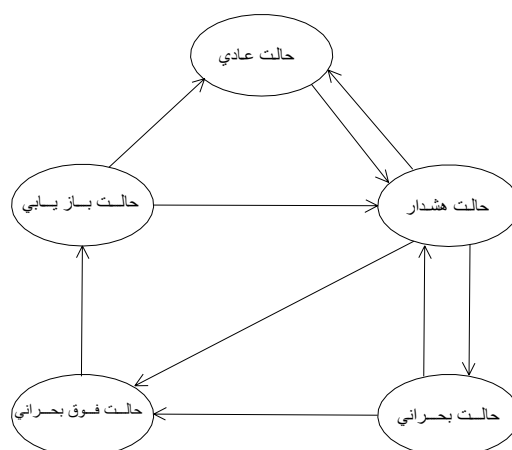 حالت عادي
حالت هشدار
حالت باز يابي
حالت بحراني
حالت فوق بحراني